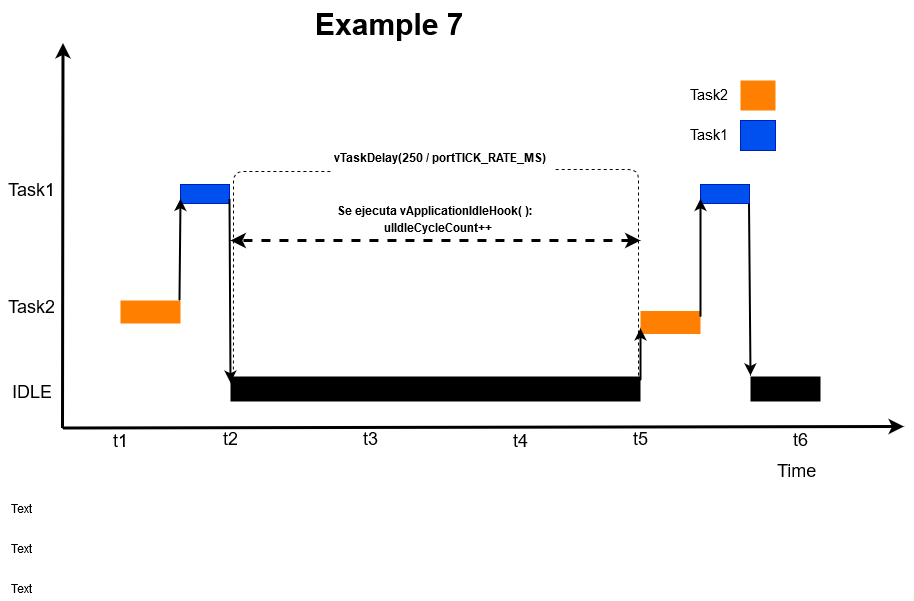 Example 7
Task2
Task1
vTaskDelay(250 / portTICK_RATE_MS)
Task1
Se ejecuta vApplicationIdleHook( ):
ulIdleCycleCount++
Task2
IDLE
t1
t2
t3
t4
t5
t6
Time
Text
Text
Text